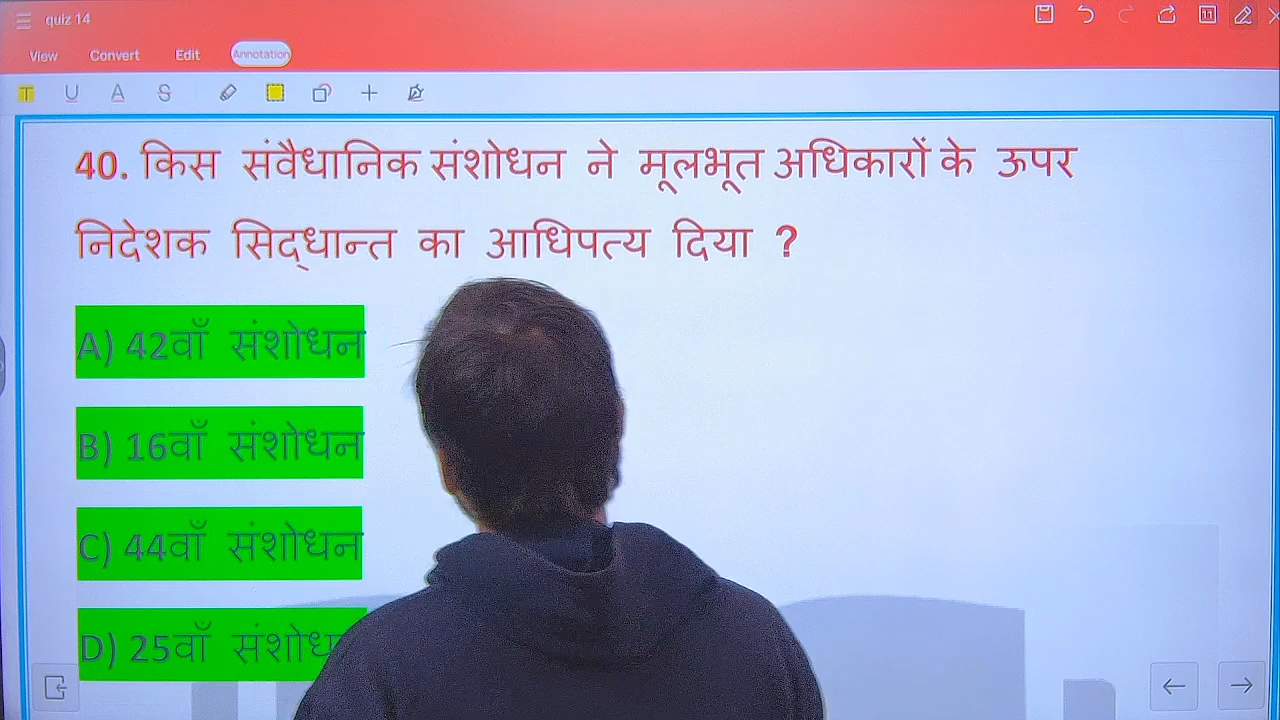 quiz 14
View Convert Edit Annotation
40. किस संवैधानिक संशोधन ने मूलभूत अधिकारों के ऊपर
निदेशक सिद्धान्त का आधिपत्य दिया ?
A) 42वाँ संशोधन
B) 16वाँ संशोधन
C) 44वाँ संशोधन
D) 25वाँ